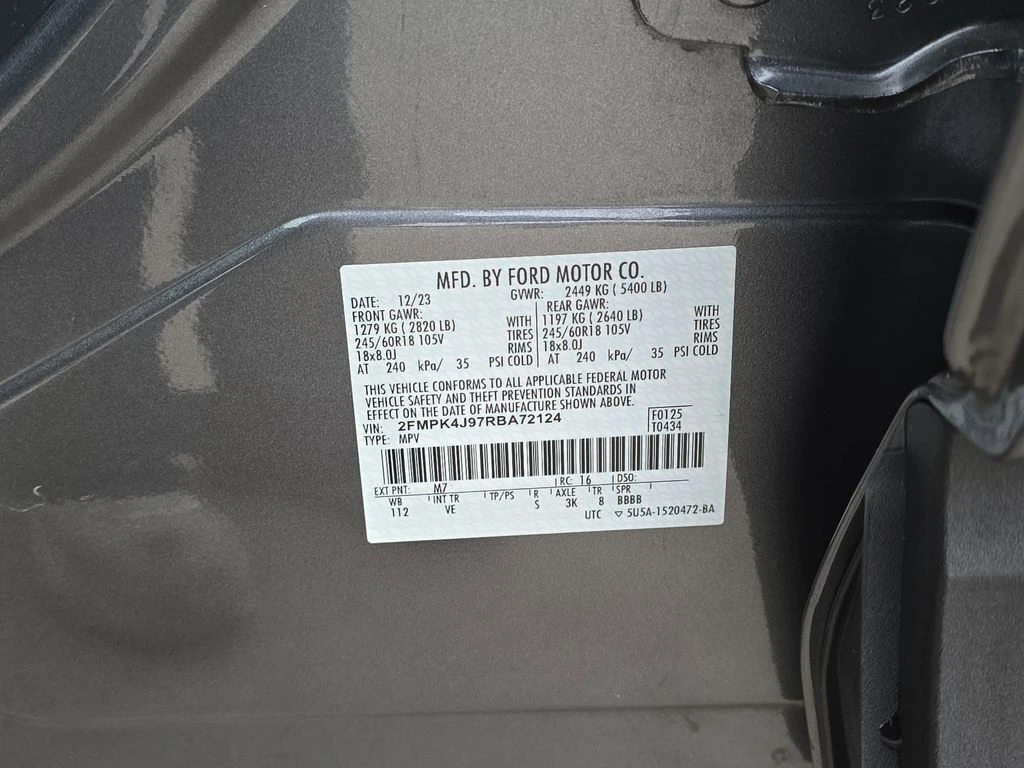 MFD. BY FORD MOTOR CO.
DATE: 12/23 GVWR: 2449 KG ( 5400 LB)
FRONT GAWR: REAR GAWR:
1279 KG ( 2820 LB) WITH 1197 KG ( 2640 LB) WITH
245/60R18 105V TIRES 245/60R18 105V TIRES
18x8.0J RIMS 18x8.0J RIMS
AT 240 kPa/ 35 PSI COLD AT 240 kPa/ 35 PSI COLD
THIS VEHICLE CONFORMS TO ALL APPLICABLE FEDERAL MOTOR
VEHICLE SAFETY AND THEFT PREVENTION STANDARDS IN
EFFECT ON THE DATE OF MANUFACTURE SHOWN ABOVE.
VIN: 2FMPK4J97RBA72124 F0125
TYPE: MPV T0434
EXT PNT: M7 RC: 16 DSO:
WB INT TR TP/PS R AXLE TR SPR
112 VE S 3K 8 BBBB
UTC ▽ 5U5A-1520472-BA